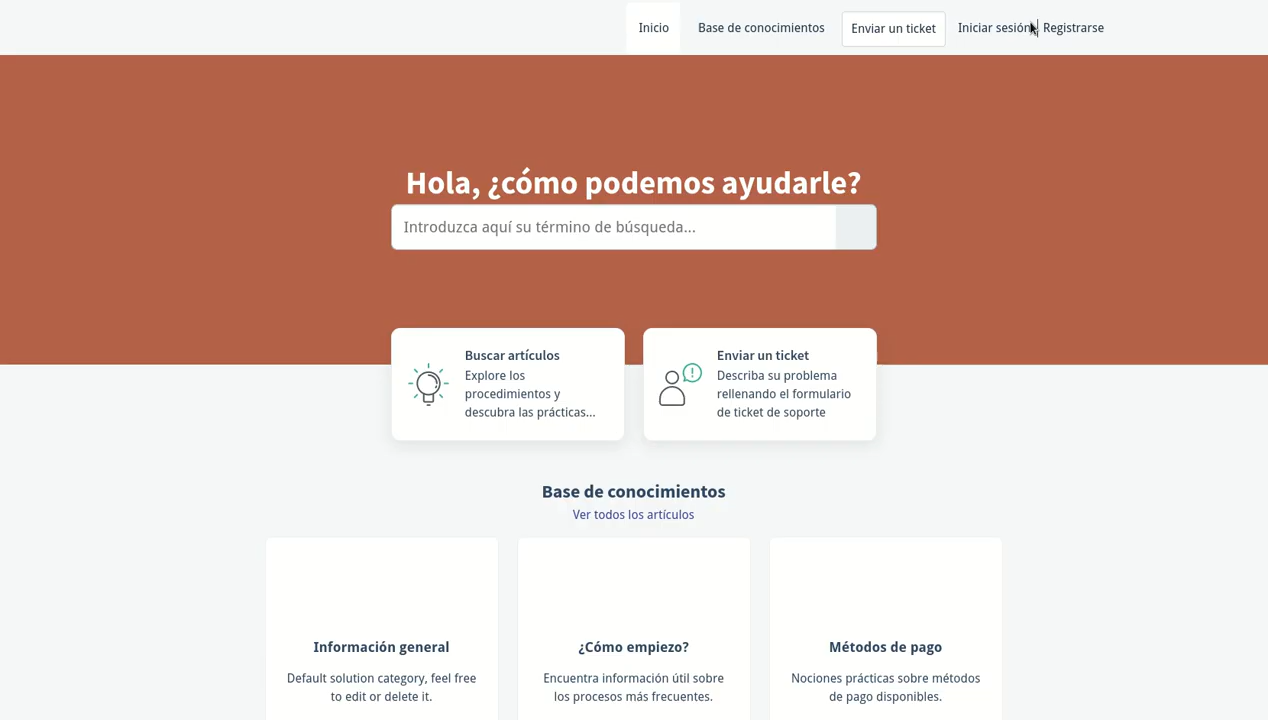 Inicio Base de conocimientos Enviar un ticket Iniciar sesión Registrarse
Hola, ¿cómo podemos ayudarle?
Introduzca aquí su término de búsqueda...
Buscar artículos
Explore los
procedimientos y
descubra las prácticas...
Enviar un ticket
Describa su problema
rellenando el formulario
de ticket de soporte
Base de conocimientos
Ver todos los artículos
Información general
Default solution category, feel free
to edit or delete it.
¿Cómo empiezo?
Encuentra información útil sobre
los procesos más frecuentes.
Métodos de pago
Nociones prácticas sobre métodos
de pago disponibles.